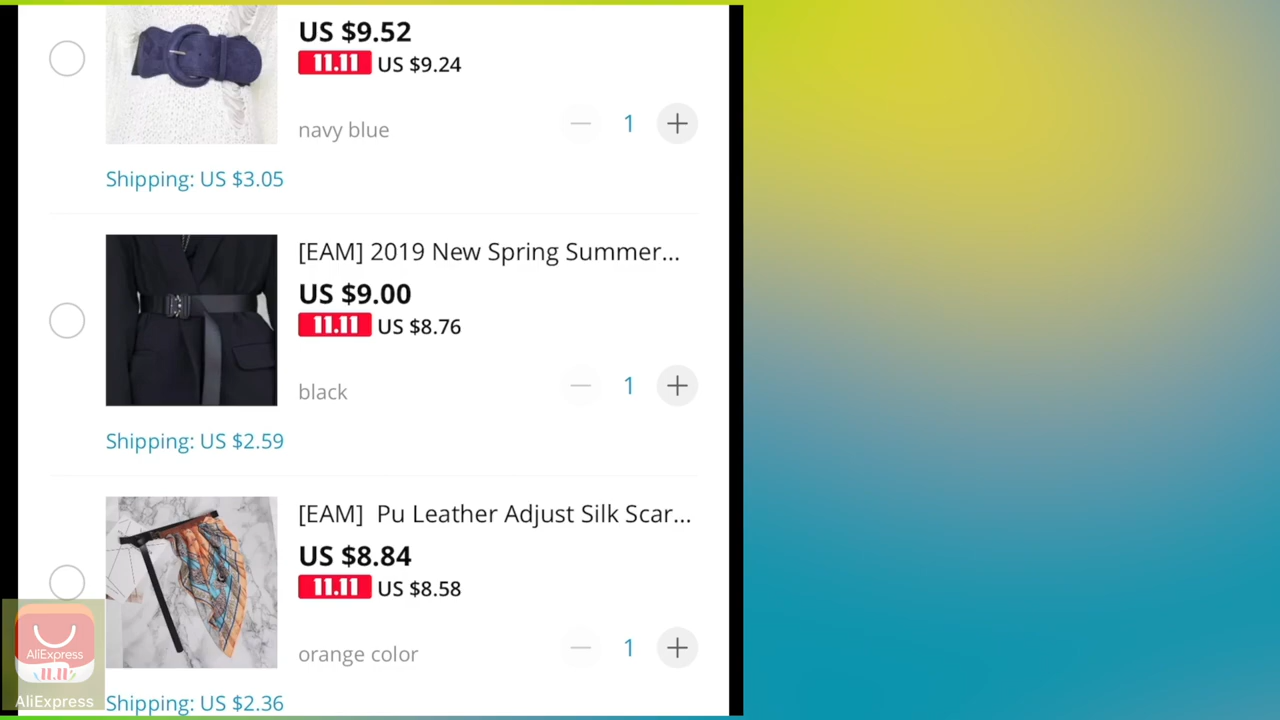 US $9.52
11.11 US $9.24
navy blue
1
Shipping: US $3.05
[EAM] 2019 New Spring Summer...
US $9.00
11.11 US $8.76
black
1
Shipping: US $2.59
[EAM] Pu Leather Adjust Silk Scar...
US $8.84
11.11 US $8.58
orange color
1
Shipping: US $2.36
AliExpress
11.11
AliExpress